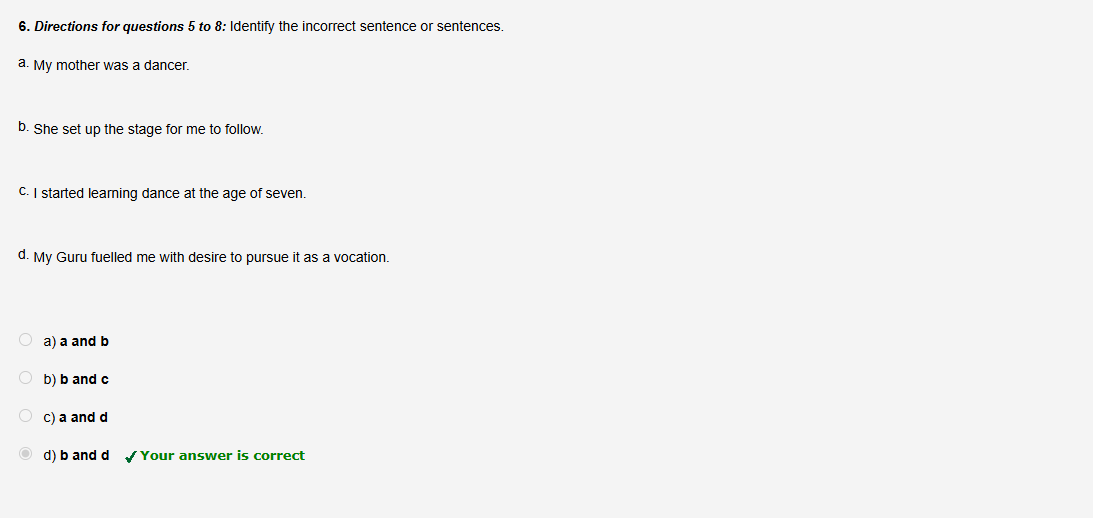 6. Directions for questions 5 to 8: Identify the incorrect sentence or sentences.
a. My mother was a dancer.
b. She set up the stage for me to follow.
c. I started learning dance at the age of seven.
d. My Guru fuelled me with desire to pursue it as a vocation.
a) a and b
b) b and c
c) a and d
d) b and d ✓Your answer is correct